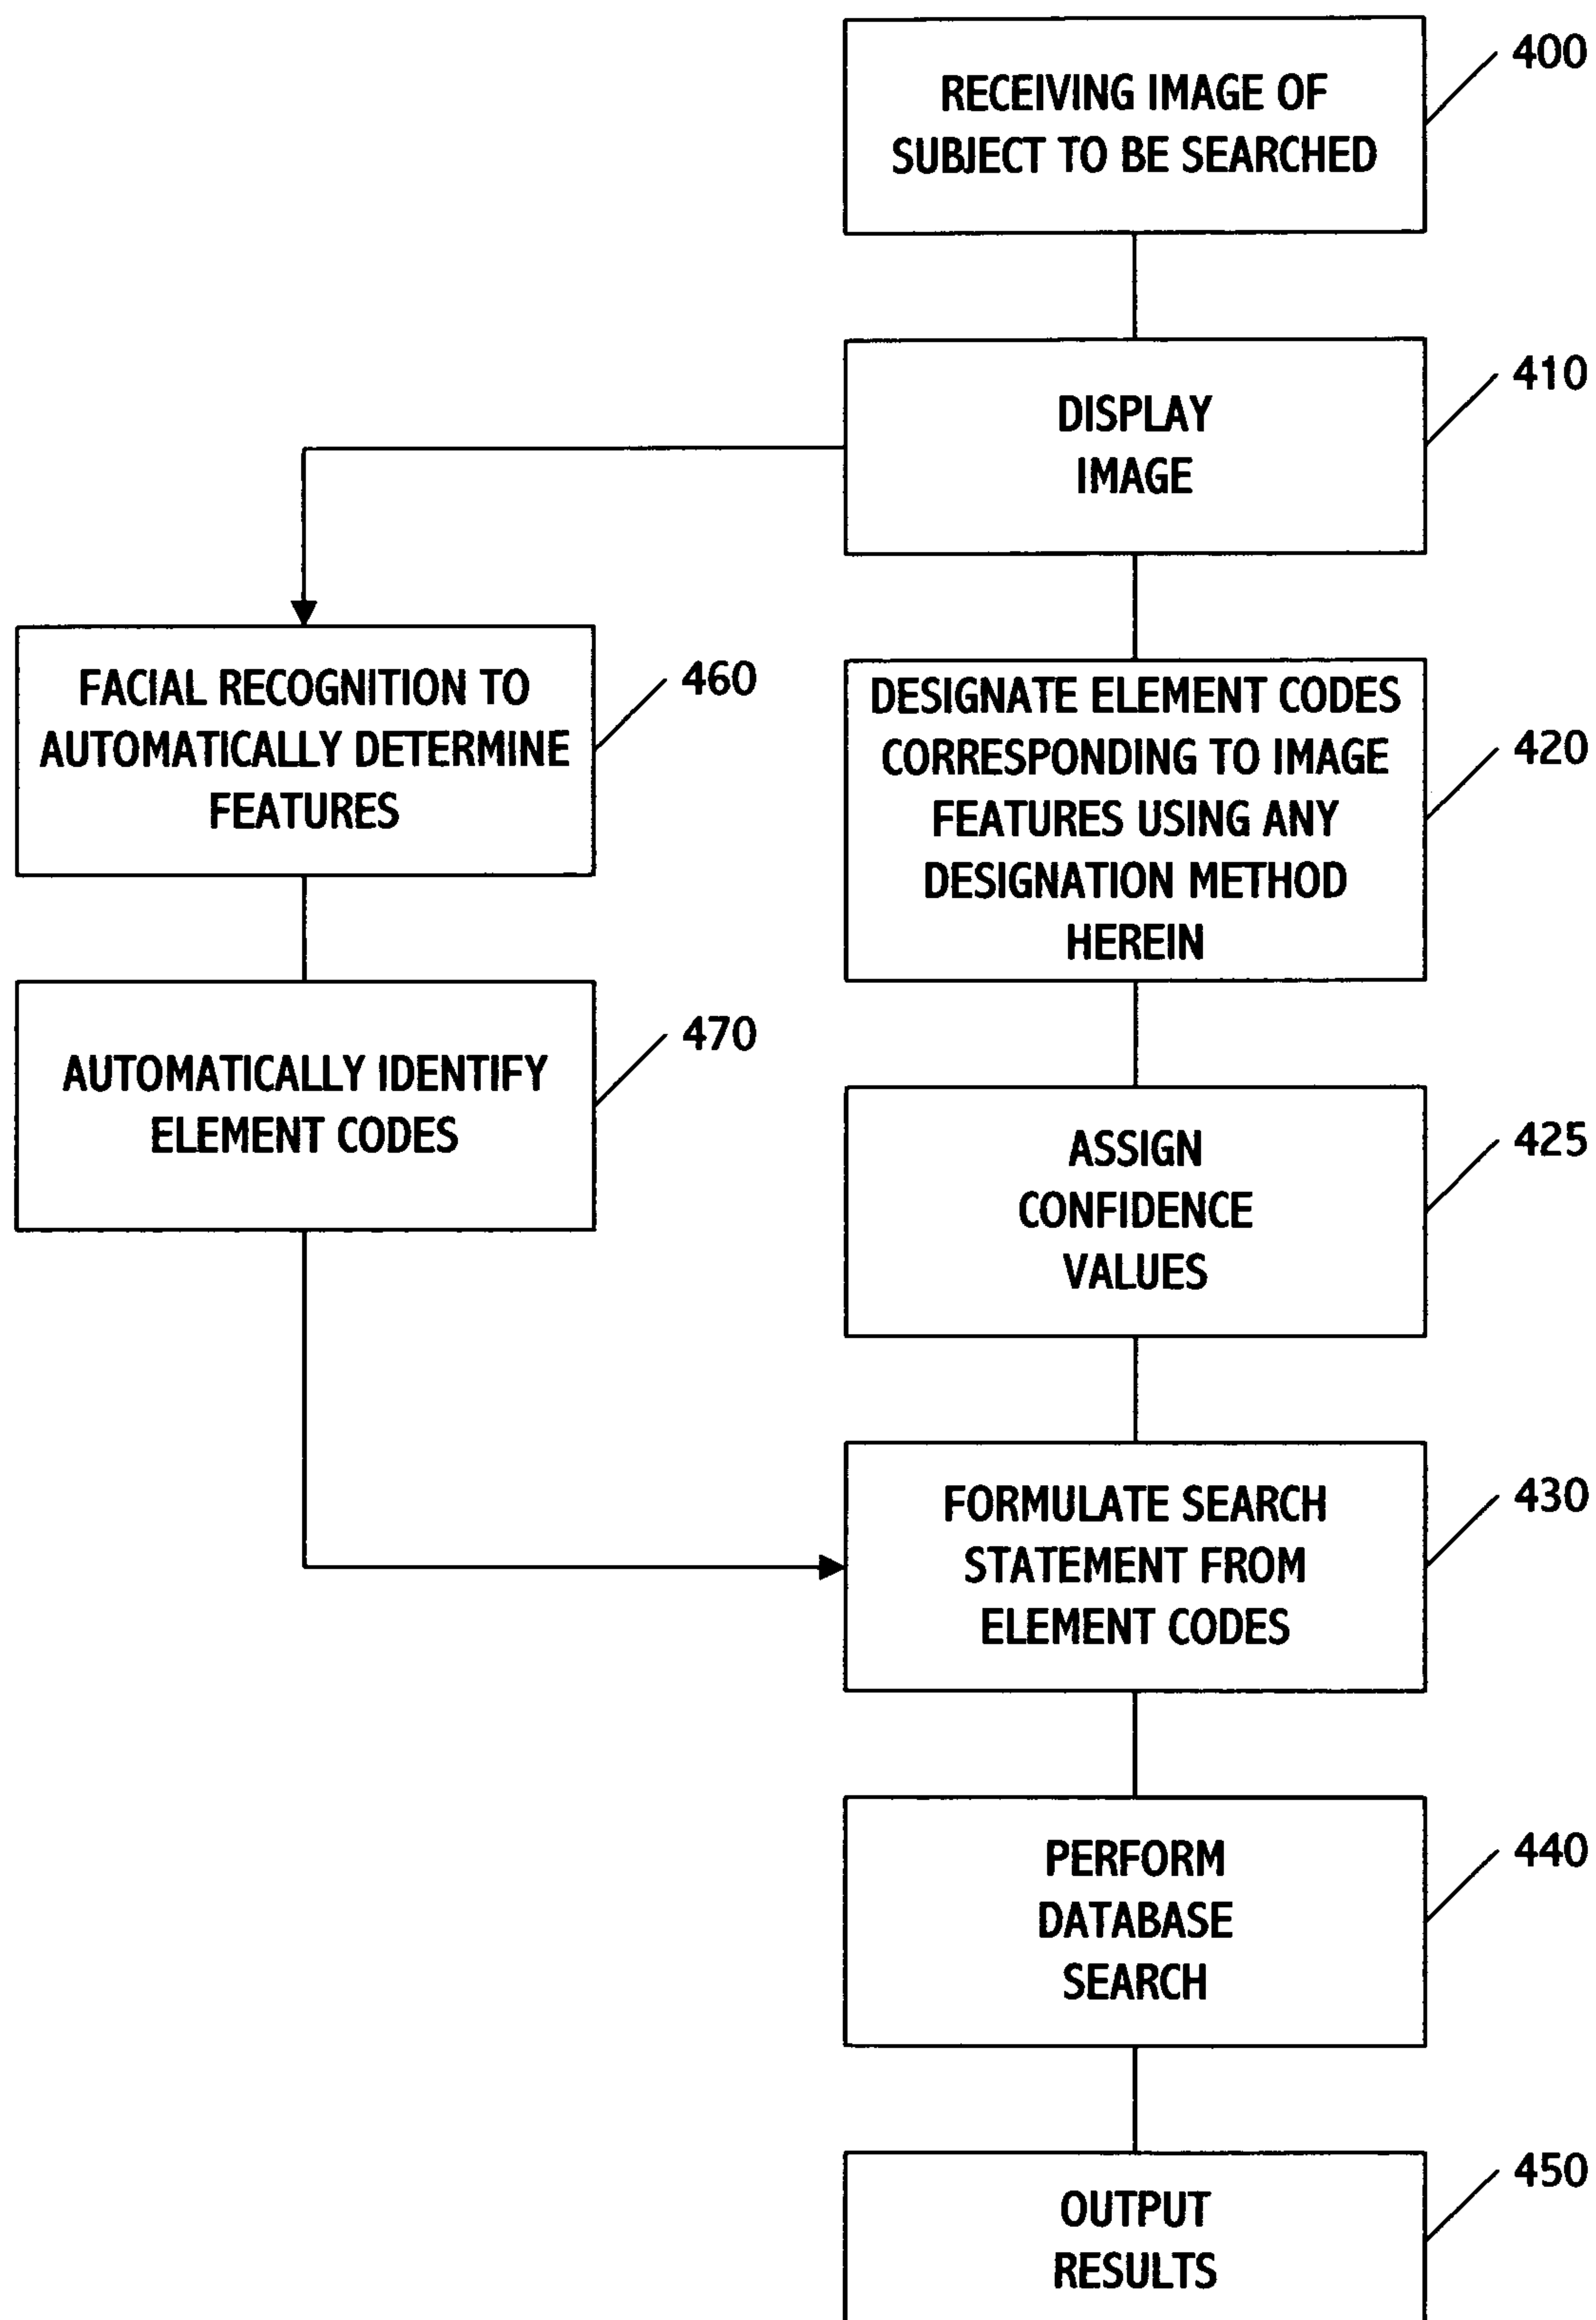 RECEIVING IMAGE OF
SUBJECT TO BE SEARCHED
400
DISPLAY
IMAGE
410
FACIAL RECOGNITION TO
AUTOMATICALLY DETERMINE
FEATURES
460
DESIGNATE ELEMENT CODES
CORRESPONDING TO IMAGE
FEATURES USING ANY
DESIGNATION METHOD
HEREIN
420
AUTOMATICALLY IDENTIFY
ELEMENT CODES
470
ASSIGN
CONFIDENCE
VALUES
425
FORMULATE SEARCH
STATEMENT FROM
ELEMENT CODES
430
PERFORM
DATABASE
SEARCH
440
OUTPUT
RESULTS
450